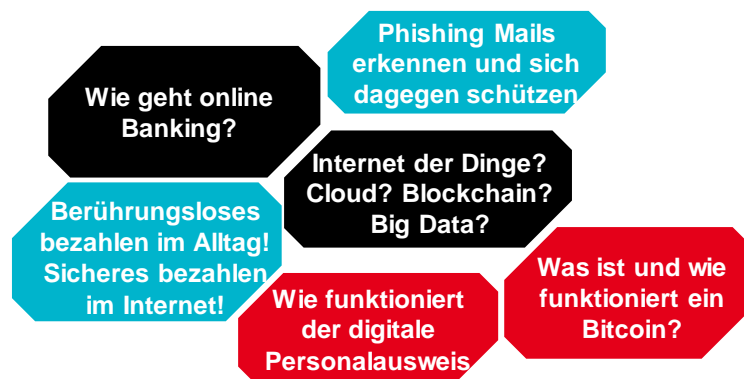 Phishing Mails
erkennen und sich
dagegen schützen
Wie geht online
Banking?
Internet der Dinge?
Cloud? Blockchain?
Big Data?
Berührungsloses
bezahlen im Alltag!
Sicheres bezahlen
im Internet!
Was ist und wie
funktioniert ein
Bitcoin?
Wie funktioniert
der digitale
Personalausweis